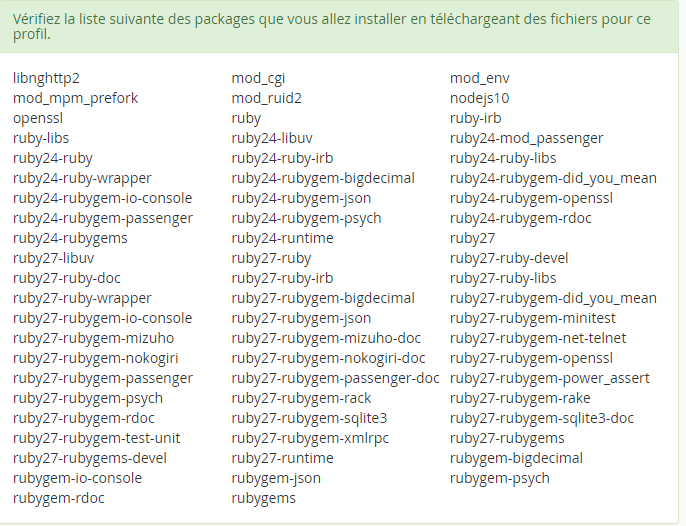 Vérifiez la liste suivante des packages que vous allez installer en téléchargeant des fichiers pour ce
profil.
libnghttp2 mod_cgi mod_env
mod_mpm_prefork mod_ruid2 nodejs10
openssl ruby ruby-irb
ruby-libs ruby24-libuv ruby24-mod_passenger
ruby24-ruby ruby24-ruby-irb ruby24-ruby-libs
ruby24-ruby-wrapper ruby24-rubygem-bigdecimal ruby24-rubygem-did_you_mean
ruby24-rubygem-io-console ruby24-rubygem-json ruby24-rubygem-openssl
ruby24-rubygem-passenger ruby24-rubygem-psych ruby24-rubygem-rdoc
ruby24-rubygems ruby24-runtime ruby27
ruby27-libuv ruby27-ruby ruby27-ruby-devel
ruby27-ruby-doc ruby27-ruby-irb ruby27-ruby-libs
ruby27-ruby-wrapper ruby27-rubygem-bigdecimal ruby27-rubygem-did_you_mean
ruby27-rubygem-io-console ruby27-rubygem-json ruby27-rubygem-minitest
ruby27-rubygem-mizuho ruby27-rubygem-mizuho-doc ruby27-rubygem-net-telnet
ruby27-rubygem-nokogiri ruby27-rubygem-nokogiri-doc ruby27-rubygem-openssl
ruby27-rubygem-passenger ruby27-rubygem-passenger-doc ruby27-rubygem-power_assert
ruby27-rubygem-psych ruby27-rubygem-rack ruby27-rubygem-rake
ruby27-rubygem-rdoc ruby27-rubygem-sqlite3 ruby27-rubygem-sqlite3-doc
ruby27-rubygem-test-unit ruby27-rubygem-xmlrpc ruby27-rubygems
ruby27-rubygems-devel ruby27-runtime rubygem-bigdecimal
rubygem-io-console rubygem-json rubygem-psych
rubygem-rdoc rubygems